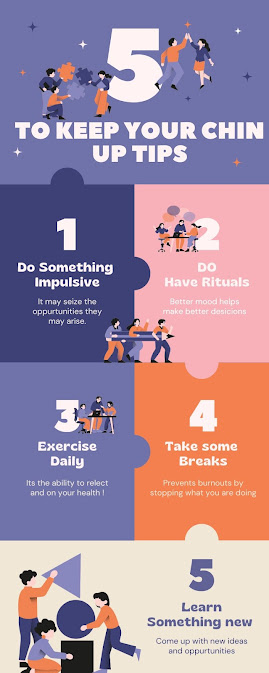 5
TO KEEP YOUR CHIN
UP TIPS
1
Do Something
Impulsive
It may seize the
oppurtunities they
may arise.
2
DO
Have Rituals
Better mood helps
make better desicions
3
Exercise
Daily
Its the ability to relect
and on your health !
4
Take some
Breaks
Prevents burnouts by
stopping what you are doing
5
Learn
Something new
Come up with new ideas
and oppurtunities